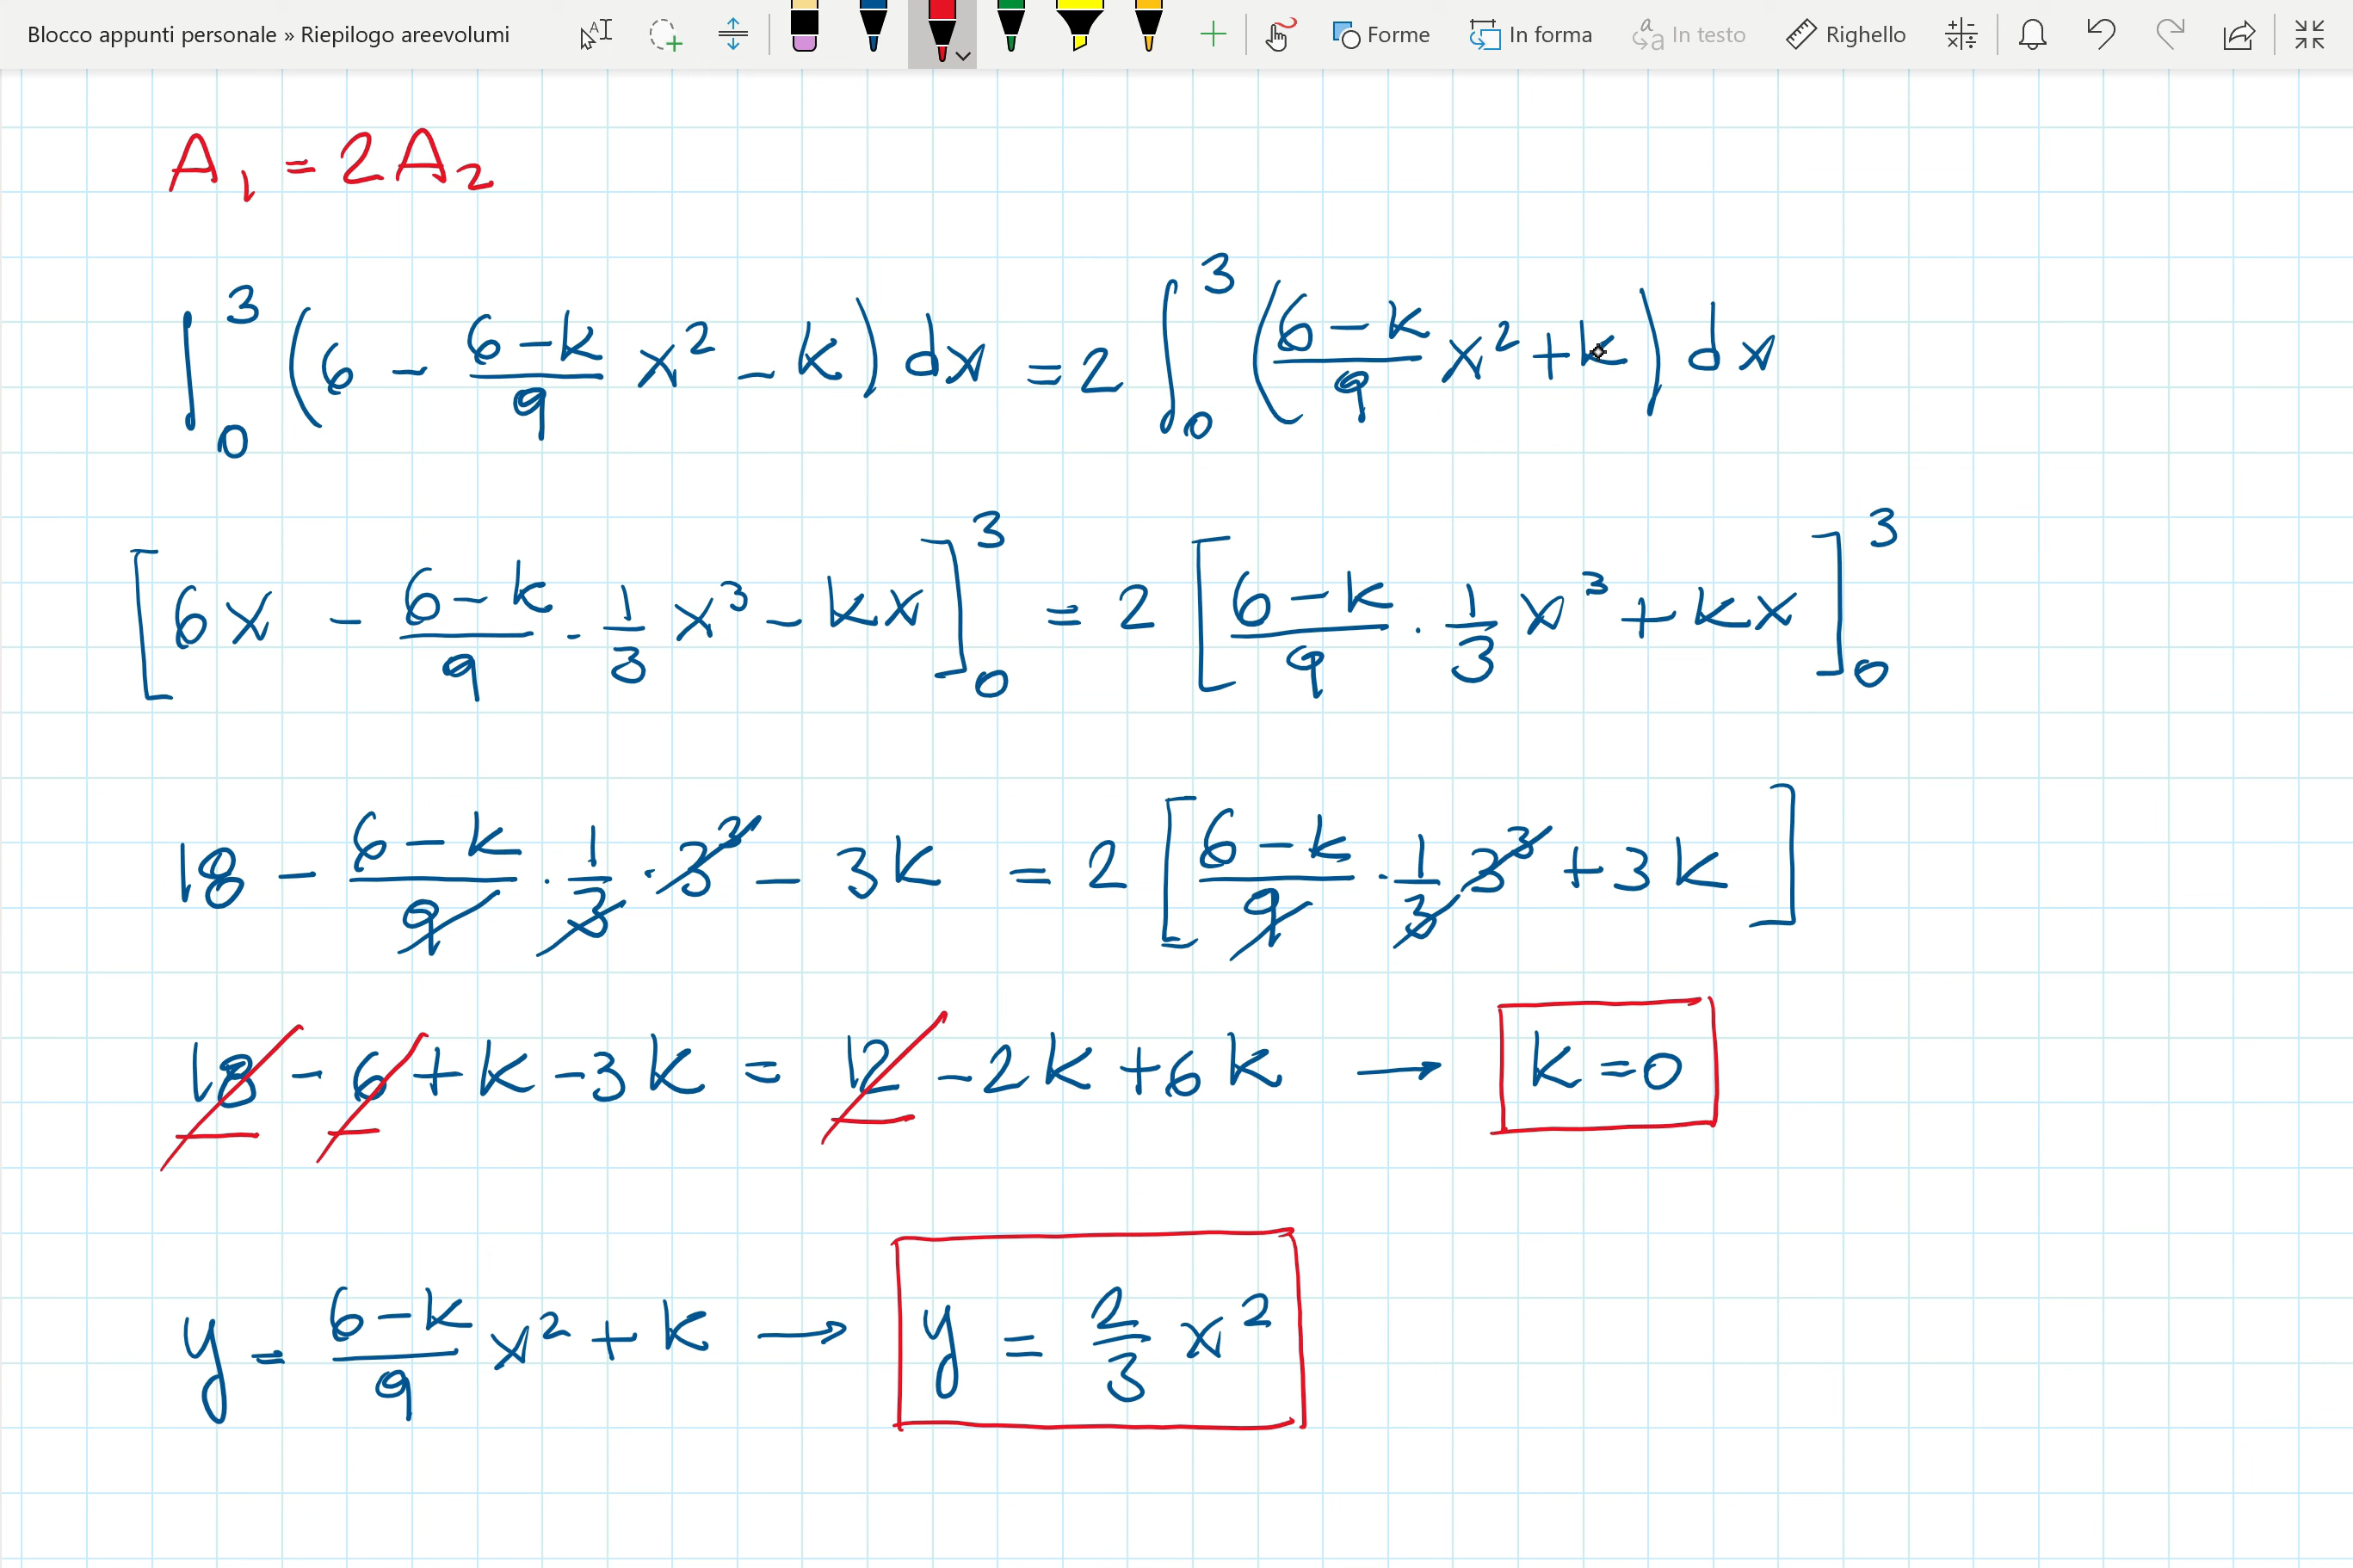 Blocco appunti personale » Riepilogo areevolumi Forme In forma In testo Righello
A₁ = 2A₂
∫₀³ (6 - (6-k)/9 x² - k) dx = 2 ∫₀³ ((6-k)/9 x² + k) dx
[6x - (6-k)/9 · 1/3 x³ - kx]₀³ = 2 [(6-k)/9 · 1/3 x³ + kx]₀³
18 - (6-k)/9 · 1/3 · 3³ - 3k = 2 [(6-k)/9 · 1/3 3³ + 3k]
18 - 6 + k - 3k = 12 - 2k + 6k → k = 0
y = (6-k)/9 x² + k → y = 2/3 x²